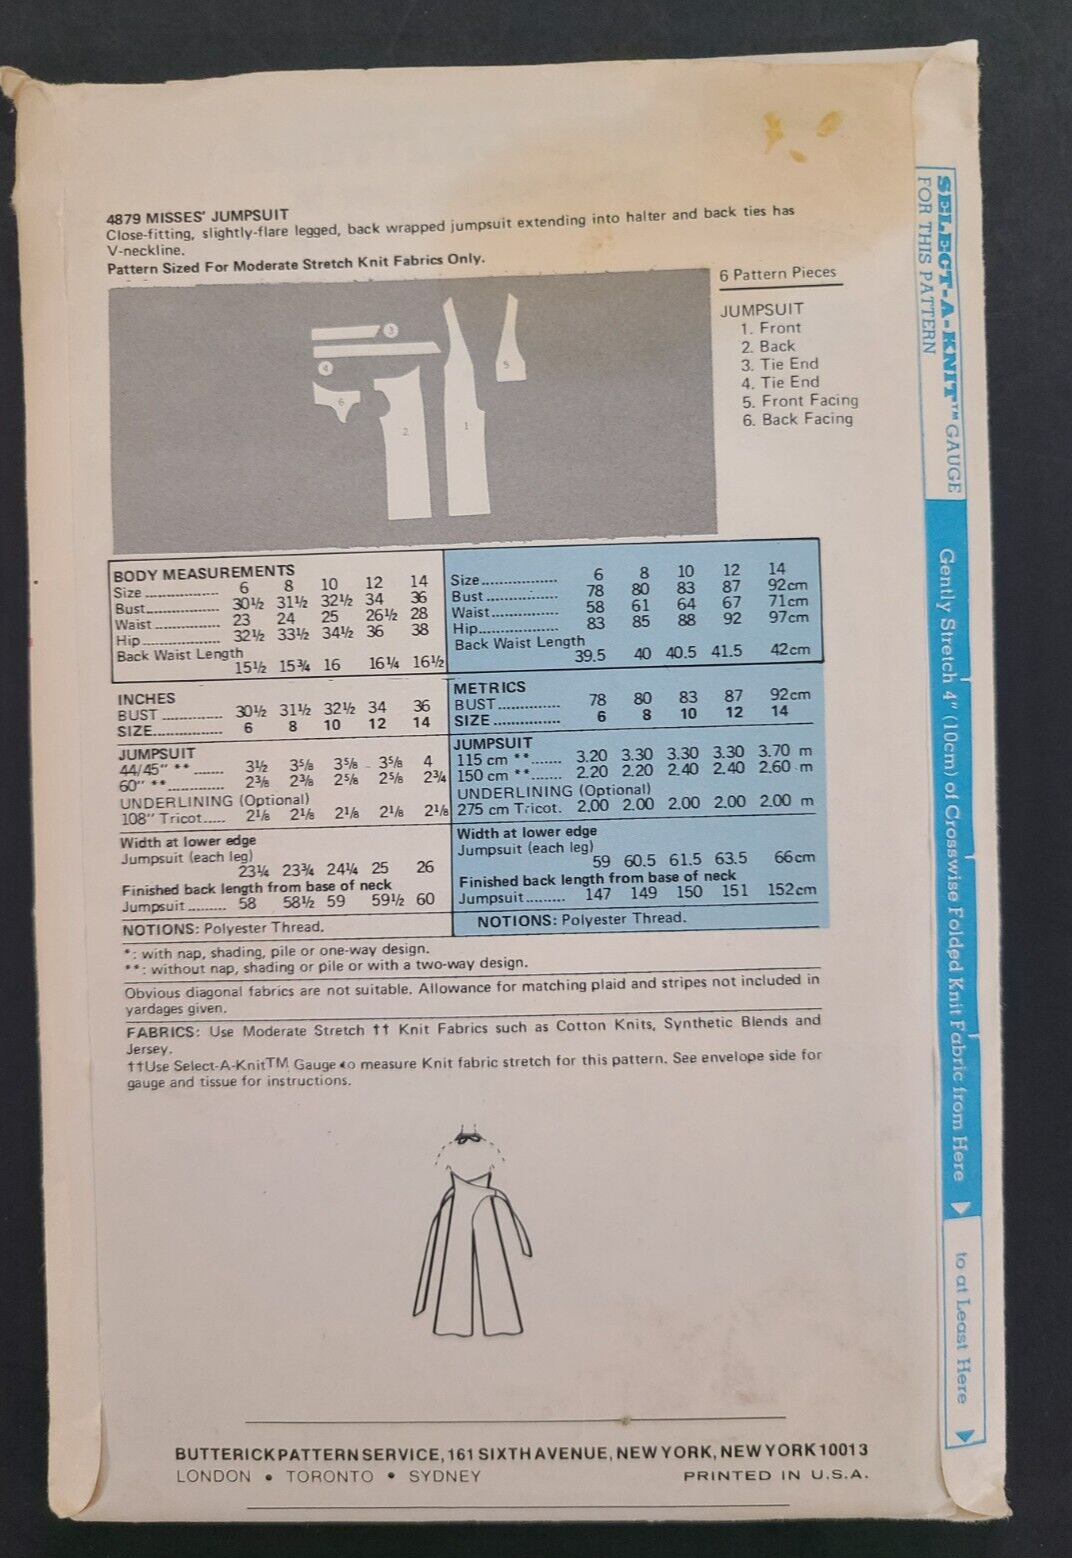 4879 MISSES' JUMPSUIT
Close-fitting, slightly-flare legged, back wrapped jumpsuit extending into halter and back ties has
V-neckline.
Pattern Sized For Moderate Stretch Knit Fabrics Only.
6 Pattern Pieces
JUMPSUIT
1. Front
2. Back
3. Tie End
4. Tie End
5. Front Facing
6. Back Facing
3
4
5
6
2
1
BODY MEASUREMENTS
Size ................. 6 8 10 12 14
Bust ................. 30½ 31½ 32½ 34 36
Waist ............... 23 24 25 26½ 28
Hip .................. 32½ 33½ 34½ 36 38
Back Waist Length
15½ 15¾ 16 16¼ 16½
Size ................. 6 8 10 12 14
Bust ................ 78 80 83 87 92cm
Waist ............... 58 61 64 67 71cm
Hip .................. 83 85 88 92 97cm
Back Waist Length
39.5 40 40.5 41.5 42cm
INCHES
BUST .............. 30½ 31½ 32½ 34 36
SIZE ................ 6 8 10 12 14
JUMPSUIT
44/45" ** ....... 3½ 3⅝ 3⅝ 3⅝ 4
60" ** ............. 2⅜ 2⅜ 2⅝ 2⅝ 2¾
UNDERLINING (Optional)
108" Tricot..... 2⅛ 2⅛ 2⅛ 2⅛ 2⅛
Width at lower edge
Jumpsuit (each leg)
23¼ 23¾ 24¼ 25 26
Finished back length from base of neck
Jumpsuit ......... 58 58½ 59 59½ 60
NOTIONS: Polyester Thread.
METRICS
BUST .............. 78 80 83 87 92cm
SIZE ............... 6 8 10 12 14
JUMPSUIT
115 cm ** ....... 3.20 3.30 3.30 3.30 3.70 m
150 cm ** ....... 2.20 2.20 2.40 2.40 2.60 m
UNDERLINING (Optional)
275 cm Tricot. 2.00 2.00 2.00 2.00 2.00 m
Width at lower edge
Jumpsuit (each leg)
59 60.5 61.5 63.5 66cm
Finished back length from base of neck
Jumpsuit ......... 147 149 150 151 152cm
NOTIONS: Polyester Thread.
*: with nap, shading, pile or one-way design.
**: without nap, shading or pile or with a two-way design.
Obvious diagonal fabrics are not suitable. Allowance for matching plaid and stripes not included in
yardages given.
FABRICS: Use Moderate Stretch †† Knit Fabrics such as Cotton Knits, Synthetic Blends and
Jersey.
††Use Select-A-Knit™ Gauge to measure Knit fabric stretch for this pattern. See envelope side for
gauge and tissue for instructions.
BUTTERICK PATTERN SERVICE, 161 SIXTH AVENUE, NEW YORK, NEW YORK 10013
LONDON • TORONTO • SYDNEY
PRINTED IN U.S.A.
SELECT-A-KNIT™ GAUGE
FOR THIS PATTERN
Gently Stretch 4" (10cm) of Crosswise Folded Knit Fabric from Here
to at Least Here